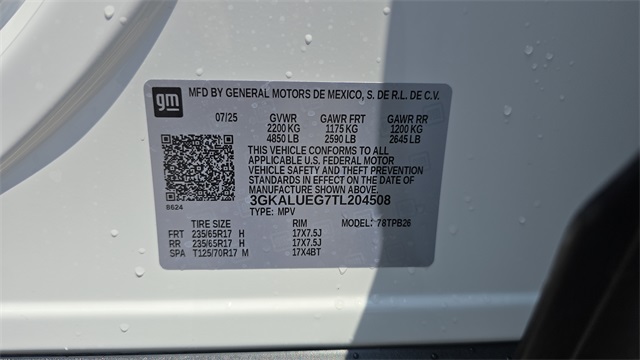 gm
MFD BY GENERAL MOTORS DE MEXICO, S. DE R.L. DE C.V.
07/25 GVWR GAWR FRT GAWR RR
2200 KG 1175 KG 1200 KG
4850 LB 2590 LB 2645 LB
THIS VEHICLE CONFORMS TO ALL
APPLICABLE U.S. FEDERAL MOTOR
VEHICLE SAFETY AND THEFT PREVENTION
STANDARDS IN EFFECT ON THE DATE OF
MANUFACTURE SHOWN ABOVE.
3GKALUEG7TL204508
8624 TYPE: MPV
TIRE SIZE RIM MODEL: 78TPB26
FRT 235/65R17 H 17X7.5J
RR 235/65R17 H 17X7.5J
SPA T125/70R17 M 17X4BT